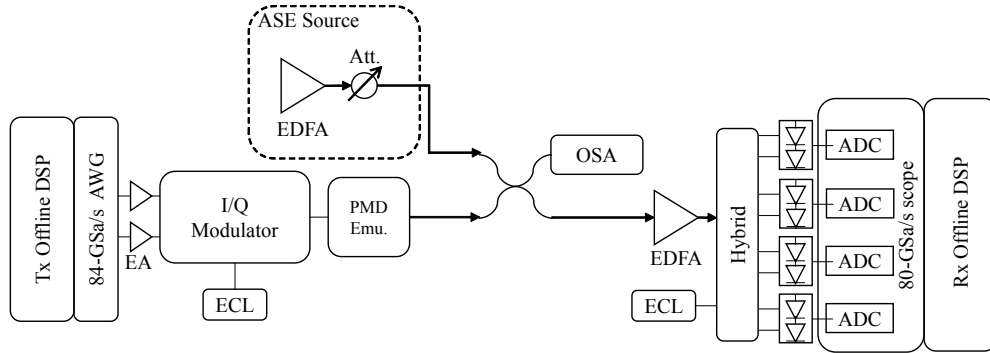 ASE Source
Att.
EDFA
Tx Offline DSP
84-GSa/s AWG
EA
I/Q
Modulator
ECL
PMD
Emu.
OSA
EDFA
ECL
Hybrid
ADC
ADC
ADC
ADC
80-GSa/s scope
Rx Offline DSP